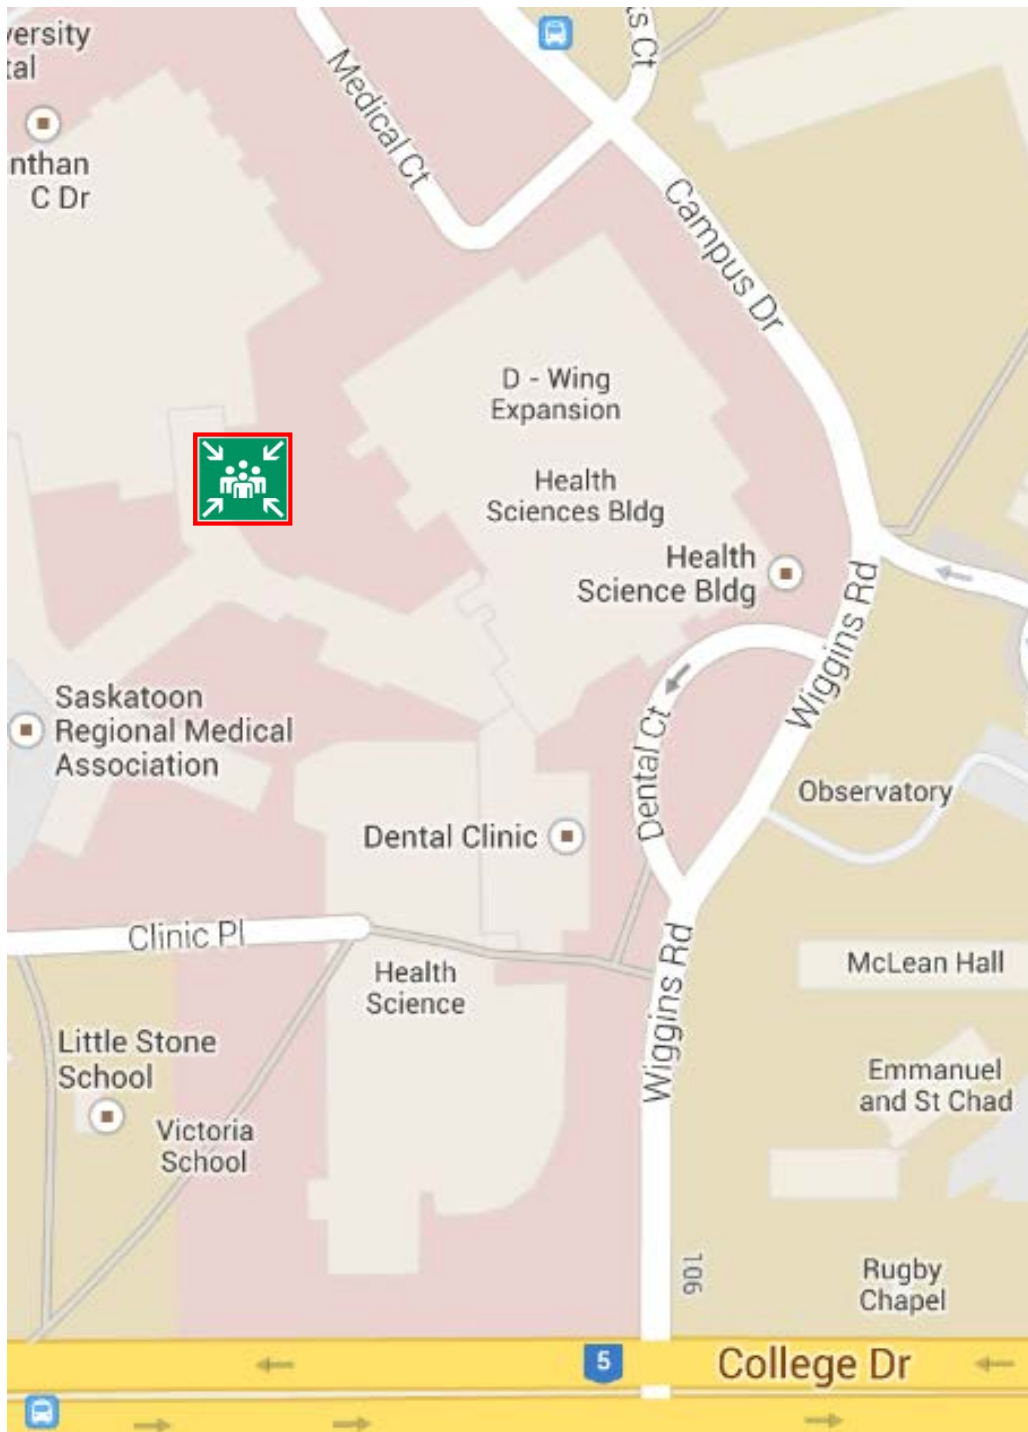 versity
tal
s Ct
Medical Ct
nthan
C Dr
Campus Dr
D - Wing
Expansion
Health
Sciences Bldg
Health
Science Bldg
Wiggins Rd
Saskatoon
Regional Medical
Association
Dental Ct
Observatory
Dental Clinic
Clinic Pl
Wiggins Rd
McLean Hall
Health
Science
Little Stone
School
Emmanuel
and St Chad
Victoria
School
106
Rugby
Chapel
5
College Dr